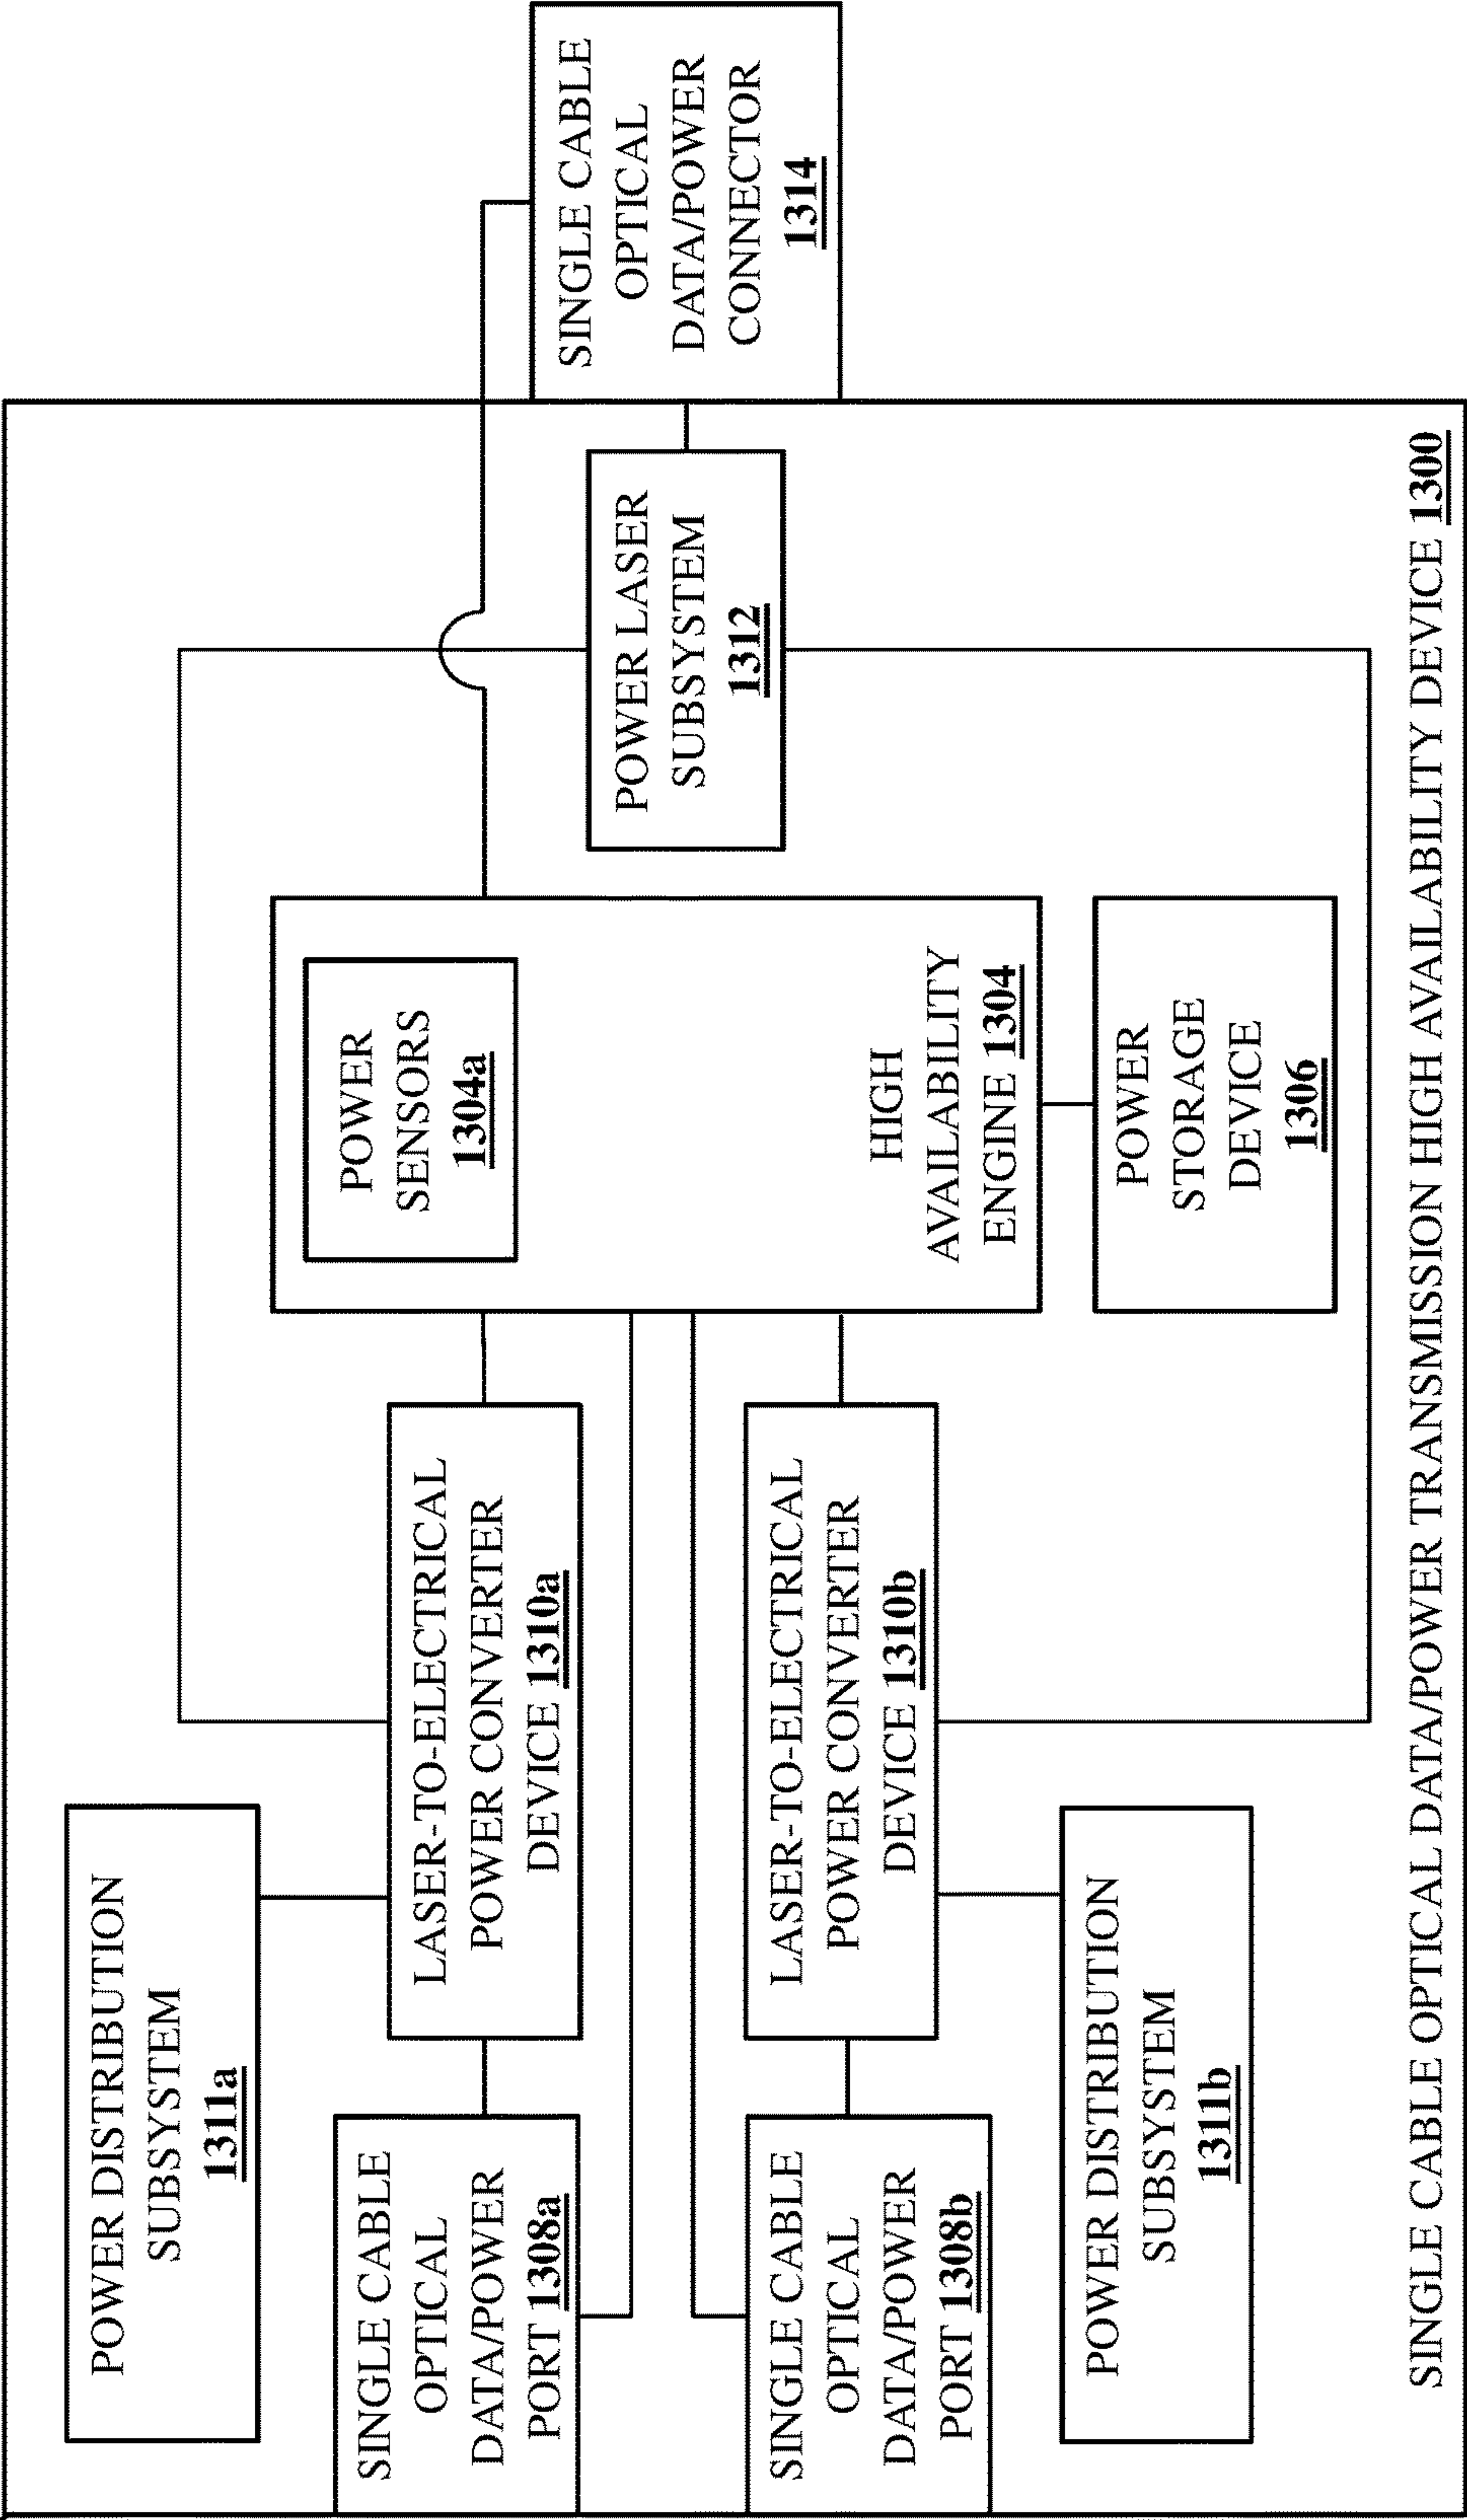 POWER DISTRIBUTION
SUBSYSTEM
1311a
SINGLE CABLE
OPTICAL
DATA/POWER
PORT 1308a
LASER-TO-ELECTRICAL
POWER CONVERTER
DEVICE 1310a
SINGLE CABLE
OPTICAL
DATA/POWER
PORT 1308b
LASER-TO-ELECTRICAL
POWER CONVERTER
DEVICE 1310b
POWER DISTRIBUTION
SUBSYSTEM
1311b
POWER
SENSORS
1304a
HIGH
AVAILABILITY
ENGINE 1304
POWER
STORAGE
DEVICE
1306
POWER LASER
SUBSYSTEM
1312
SINGLE CABLE
OPTICAL
DATA/POWER
CONNECTOR
1314
SINGLE CABLE OPTICAL DATA/POWER TRANSMISSION HIGH AVAILABILITY DEVICE 1300